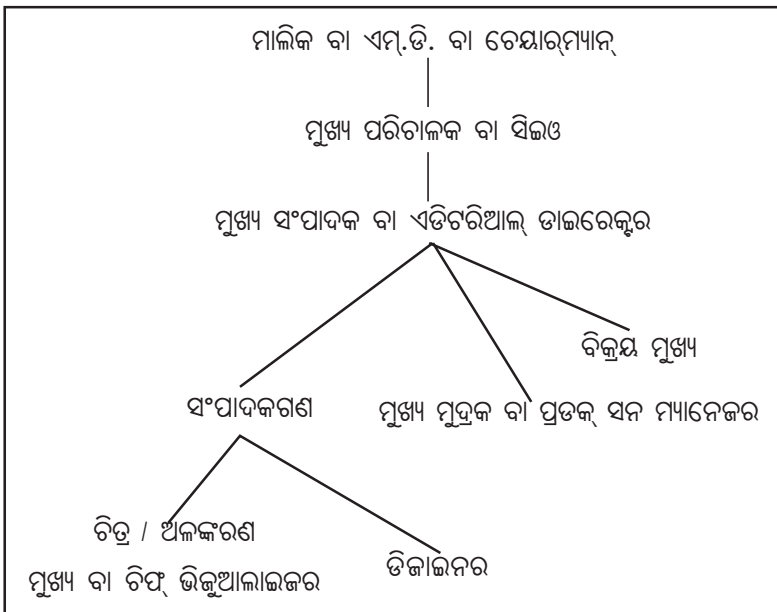 ମାଲିକ ବା ଏମ୍.ଡି. ବା ଚେୟାର୍‌ମ୍ୟାନ୍
ମୁଖ୍ୟ ପରିଚାଳକ ବା ସିଇଓ
ମୁଖ୍ୟ ସଂପାଦକ ବା ଏଡିଟରିଆଲ୍ ଡାଇରେକ୍ଟର
ବିକ୍ରୟ ମୁଖ୍ୟ
ସଂପାଦକଗଣ
ମୁଖ୍ୟ ମୁଦ୍ରକ ବା ପ୍ରଡକ୍ ସନ ମ୍ୟାନେଜର
ଚିତ୍ର / ଅଳଙ୍କରଣ
ମୁଖ୍ୟ ବା ଚିଫ୍ ଭିଜୁଆଲାଇଜର
ଡିଜାଇନର